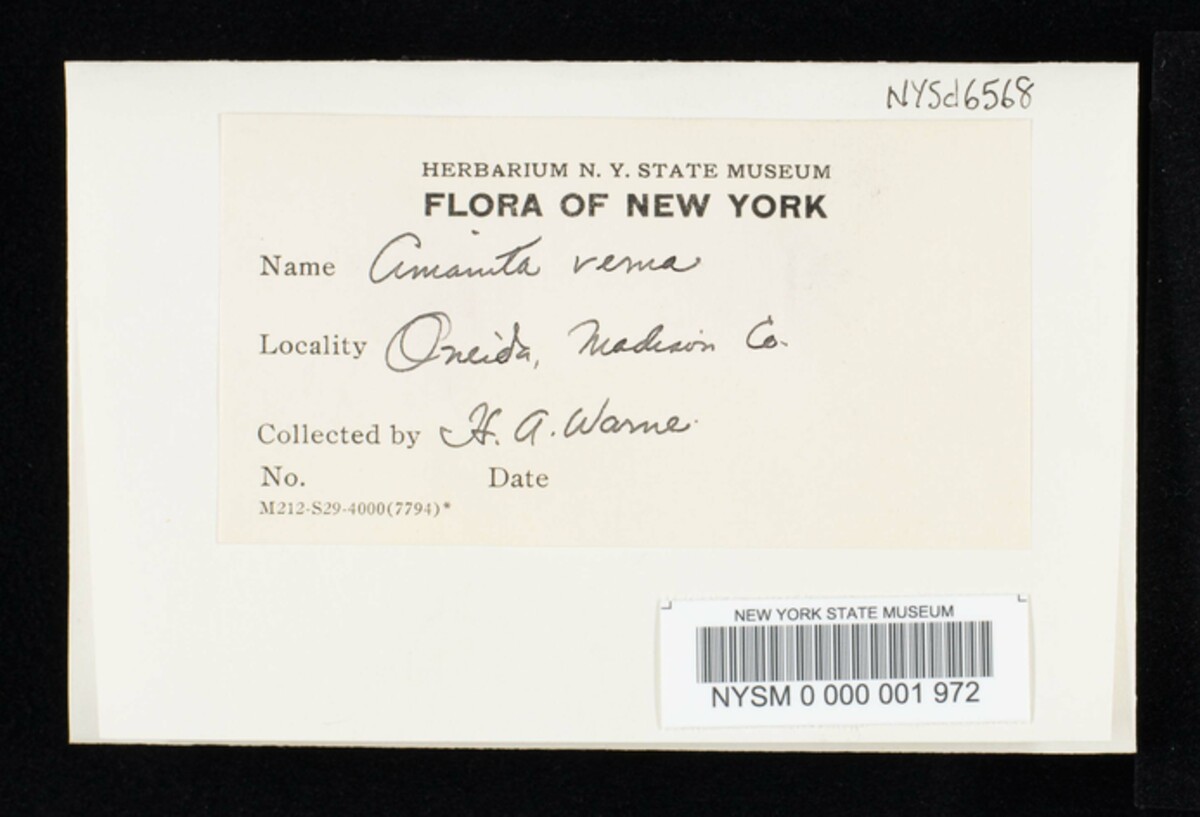 NYSd6568
HERBARIUM N. Y. STATE MUSEUM
FLORA OF NEW YORK
Name Amanita verna
Locality Oneida, Madison Co.
Collected by H. A. Warne.
No. Date
M212-S29-4000(7794)*
NEW YORK STATE MUSEUM
NYSM 0 000 001 972